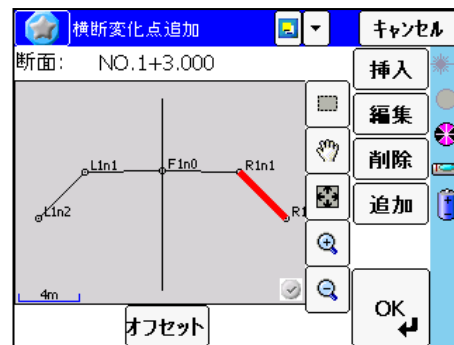 横断変化点追加
キャンセル
断面: NO.1+3.000
挿入
編集
削除
追加
L1n1
F1n0
R1n1
L1n2
R1
4m
オフセット
OK